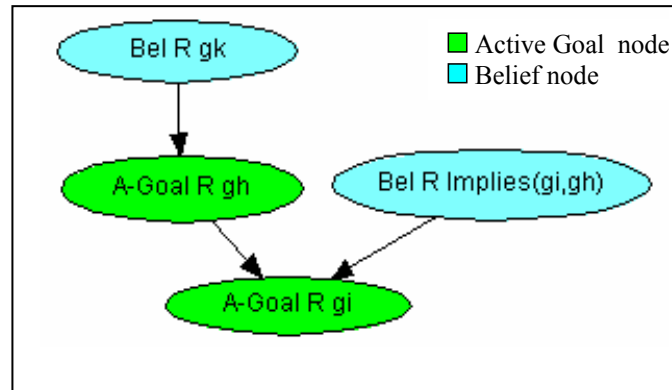 Bel R gk
Active Goal node
Belief node
A-Goal R gh
Bel R Implies(gi,gh)
A-Goal R gi